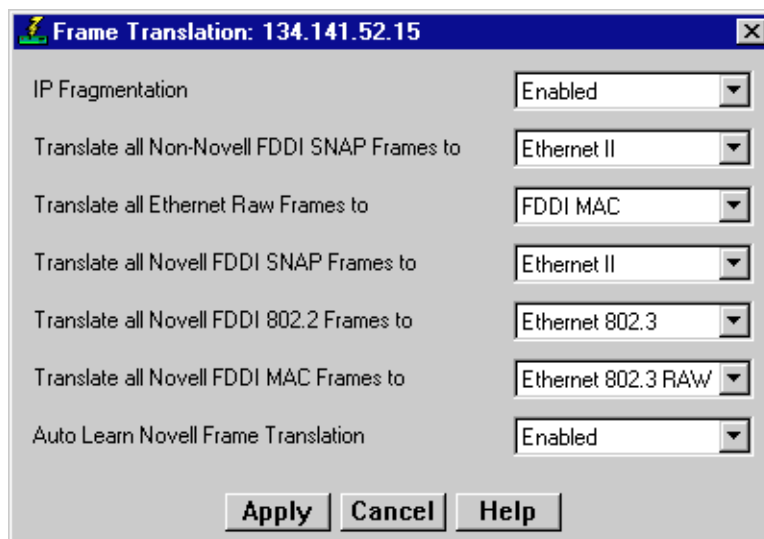 Frame Translation: 134.141.52.15
IP Fragmentation Enabled
Translate all Non-Novell FDDI SNAP Frames to Ethernet II
Translate all Ethernet Raw Frames to FDDI MAC
Translate all Novell FDDI SNAP Frames to Ethernet II
Translate all Novell FDDI 802.2 Frames to Ethernet 802.3
Translate all Novell FDDI MAC Frames to Ethernet 802.3 RAW
Auto Learn Novell Frame Translation Enabled
Apply Cancel Help